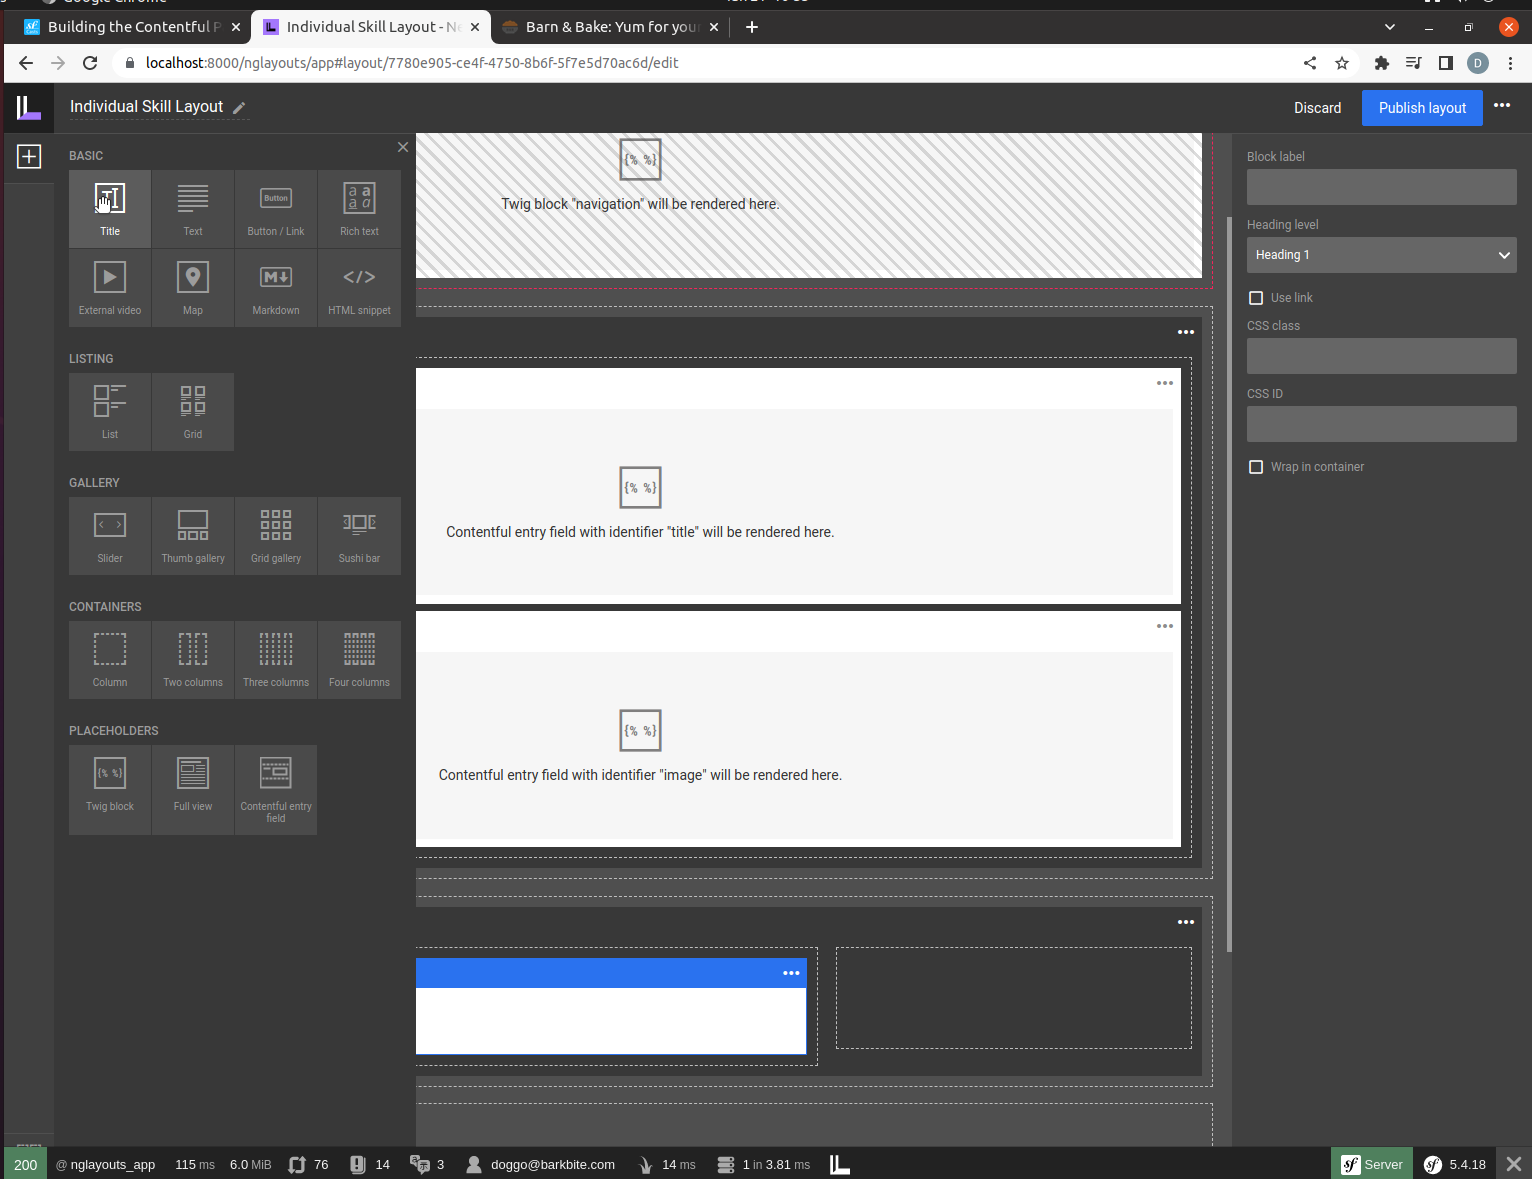 Google Chrome
Building the Contentful P
Individual Skill Layout - Ne
Barn & Bake: Yum for you
localhost:8000/nglayouts/app#layout/7780e905-ce4f-4750-8b6f-5f7e5d70ac6d/edit
D
Individual Skill Layout
Discard
Publish layout
BASIC
Title
Text
Button
Button / Link
Rich text
External video
Map
Markdown
HTML snippet
LISTING
List
Grid
GALLERY
Slider
Thumb gallery
Grid gallery
Sushi bar
CONTAINERS
Column
Two columns
Three columns
Four columns
PLACEHOLDERS
{% %}
Twig block
Full view
Contentful entry
field
{% %}
Twig block "navigation" will be rendered here.
{% %}
Contentful entry field with identifier "title" will be rendered here.
{% %}
Contentful entry field with identifier "image" will be rendered here.
Block label
Heading level
Heading 1
Use link
CSS class
CSS ID
Wrap in container
200 @ nglayouts_app 115 ms 6.0 MiB 76 14 3 doggo@barkbite.com 14 ms 1 in 3.81 ms Server 5.4.18